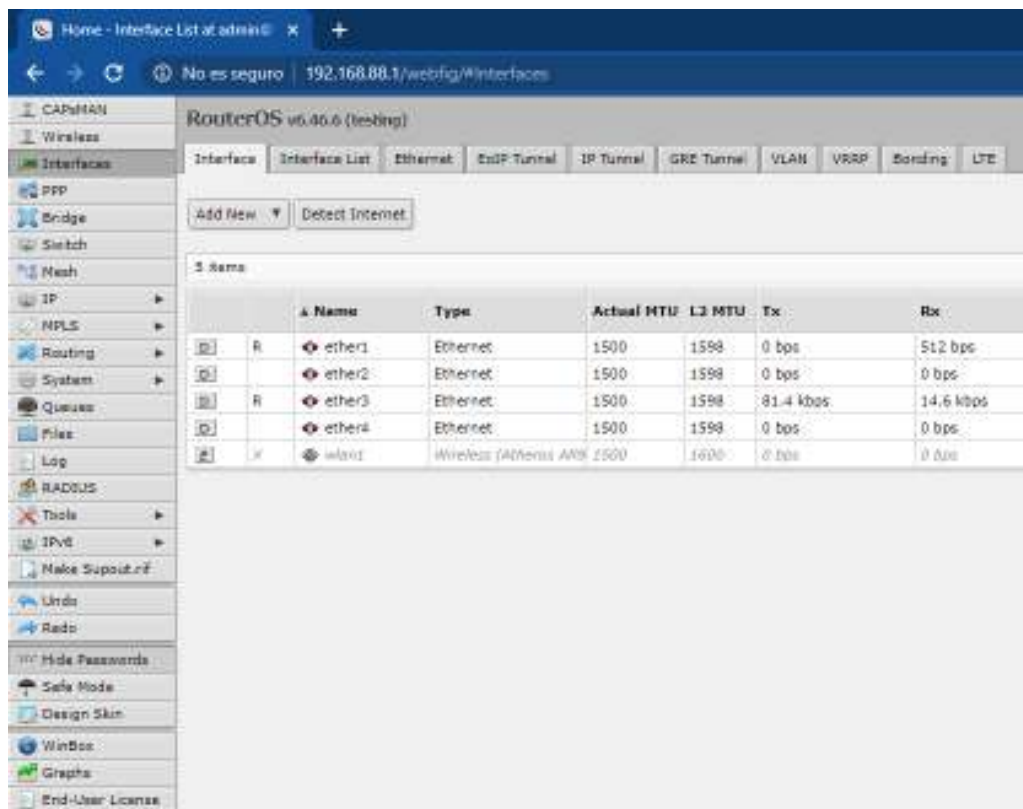 Home - Interface List at admin
No es seguro 192.168.88.1/webfig/#Interfaces
CAPsMAN
Wireless
Interfaces
PPP
Bridge
Switch
Mesh
IP
MPLS
Routing
System
Queues
Files
Log
RADIUS
Tools
IPv6
Make Supout.rif
Undo
Redo
Hide Passwords
Safe Mode
Design Skin
WinBox
Graphs
End-User License
RouterOS v6.46.6 (testing)
Interface Interface List Ethernet EoIP Tunnel IP Tunnel GRE Tunnel VLAN VRRP Bonding LTE
Add New Detect Internet
5 items
Name Type Actual MTU L2 MTU Tx Rx
D R ether1 Ethernet 1500 1598 0 bps 512 bps
D ether2 Ethernet 1500 1598 0 bps 0 bps
D R ether3 Ethernet 1500 1598 81.4 kbps 14.6 kbps
D ether4 Ethernet 1500 1598 0 bps 0 bps
E X wlan1 Wireless (Atheros AR9 1500 1600 0 bps 0 bps